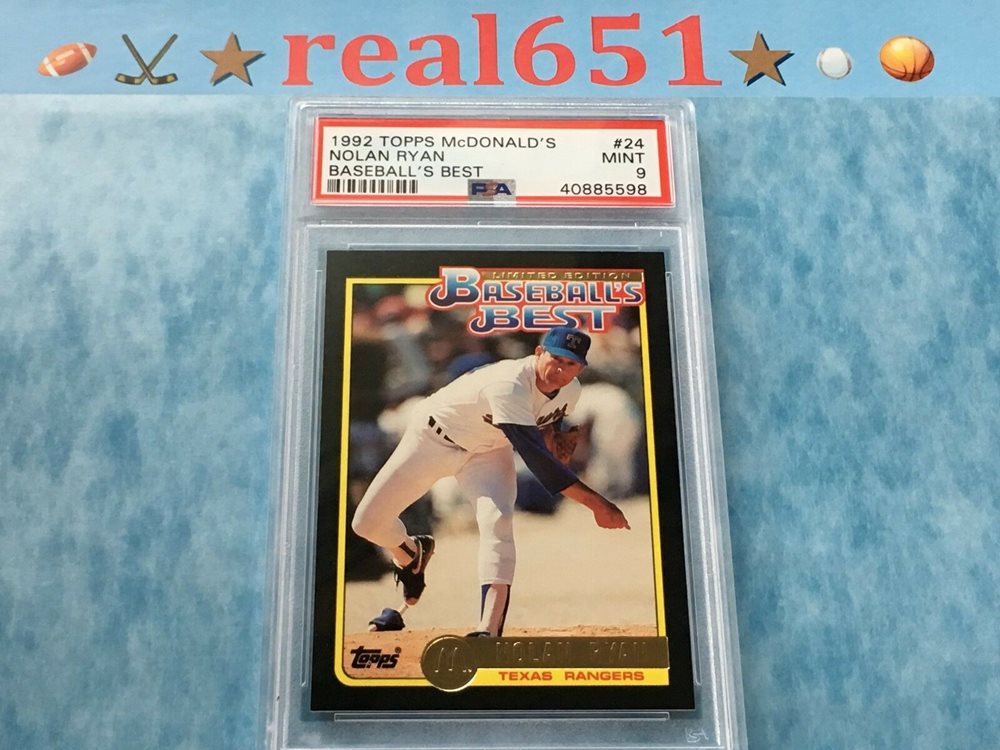 real651
1992 TOPPS McDONALD'S #24
NOLAN RYAN MINT
BASEBALL'S BEST 9
PSA 40885598
LIMITED EDITION
BASEBALL'S
BEST
T
topps M NOLAN RYAN
TEXAS RANGERS